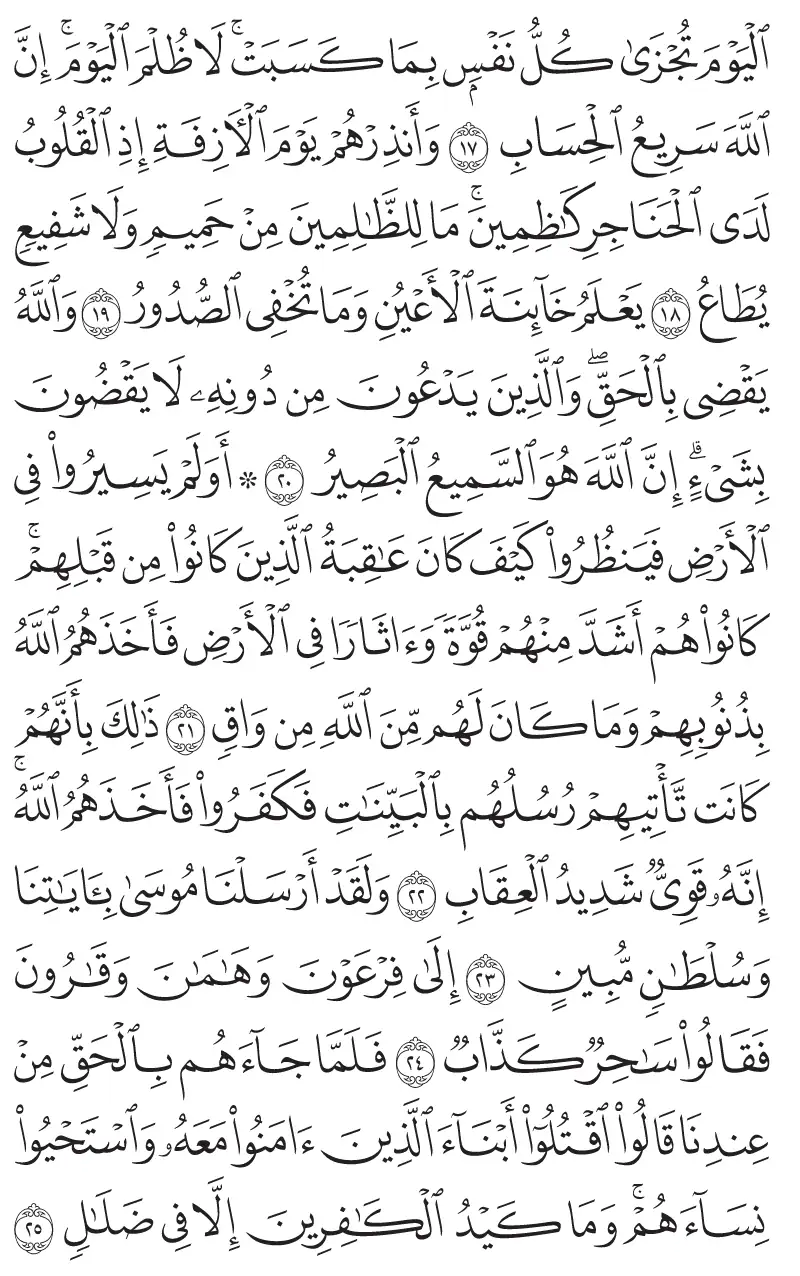 ٱلۡيَوۡمَ تُجۡزَىٰ كُلُّ نَفۡسِۭ بِمَا كَسَبَتۡۚ لَا ظُلۡمَ ٱلۡيَوۡمَۚ إِنَّ
ٱللَّهَ سَرِيعُ ٱلۡحِسَابِ ١٧ وَأَنذِرۡهُمۡ يَوۡمَ ٱلۡأٓزِفَةِ إِذِ ٱلۡقُلُوبُ
لَدَى ٱلۡحَنَاجِرِ كَٰظِمِينَۚ مَا لِلظَّٰلِمِينَ مِنۡ حَمِيمٖ وَلَا شَفِيعٖ
يُطَاعُ ١٨ يَعۡلَمُ خَآئِنَةَ ٱلۡأَعۡيُنِ وَمَا تُخۡفِي ٱلصُّدُورُ ١٩ وَٱللَّهُ
يَقۡضِي بِٱلۡحَقِّۖ وَٱلَّذِينَ يَدۡعُونَ مِن دُونِهِۦ لَا يَقۡضُونَ
بِشَيۡءٍۗ إِنَّ ٱللَّهَ هُوَ ٱلسَّمِيعُ ٱلۡبَصِيرُ ٢٠ * أَوَلَمۡ يَسِيرُواْ فِي
ٱلۡأَرۡضِ فَيَنظُرُواْ كَيۡفَ كَانَ عَٰقِبَةُ ٱلَّذِينَ كَانُواْ مِن قَبۡلِهِمۡۚ
كَانُواْ هُمۡ أَشَدَّ مِنۡهُمۡ قُوَّةٗ وَءَاثَارٗا فِي ٱلۡأَرۡضِ فَأَخَذَهُمُ ٱللَّهُ
بِذُنُوبِهِمۡ وَمَا كَانَ لَهُم مِّنَ ٱللَّهِ مِن وَاقٖ ٢١ ذَٰلِكَ بِأَنَّهُمۡ
كَانَت تَّأۡتِيهِمۡ رُسُلُهُم بِٱلۡبَيِّنَٰتِ فَكَفَرُواْ فَأَخَذَهُمُ ٱللَّهُۚ
إِنَّهُۥ قَوِيّٞ شَدِيدُ ٱلۡعِقَابِ ٢٢ وَلَقَدۡ أَرۡسَلۡنَا مُوسَىٰ بِـَٔايَٰتِنَا
وَسُلۡطَٰنٖ مُّبِينٍ ٢٣ إِلَىٰ فِرۡعَوۡنَ وَهَٰمَٰنَ وَقَٰرُونَ
فَقَالُواْ سَٰحِرٞ كَذَّابٞ ٢٤ فَلَمَّا جَآءَهُم بِٱلۡحَقِّ مِنۡ
عِندِنَا قَالُواْ ٱقۡتُلُوٓاْ أَبۡنَآءَ ٱلَّذِينَ ءَامَنُواْ مَعَهُۥ وَٱسۡتَحۡيُواْ
نِسَآءَهُمۡۚ وَمَا كَيۡدُ ٱلۡكَٰفِرِينَ إِلَّا فِي ضَلَٰلٖ ٢٥